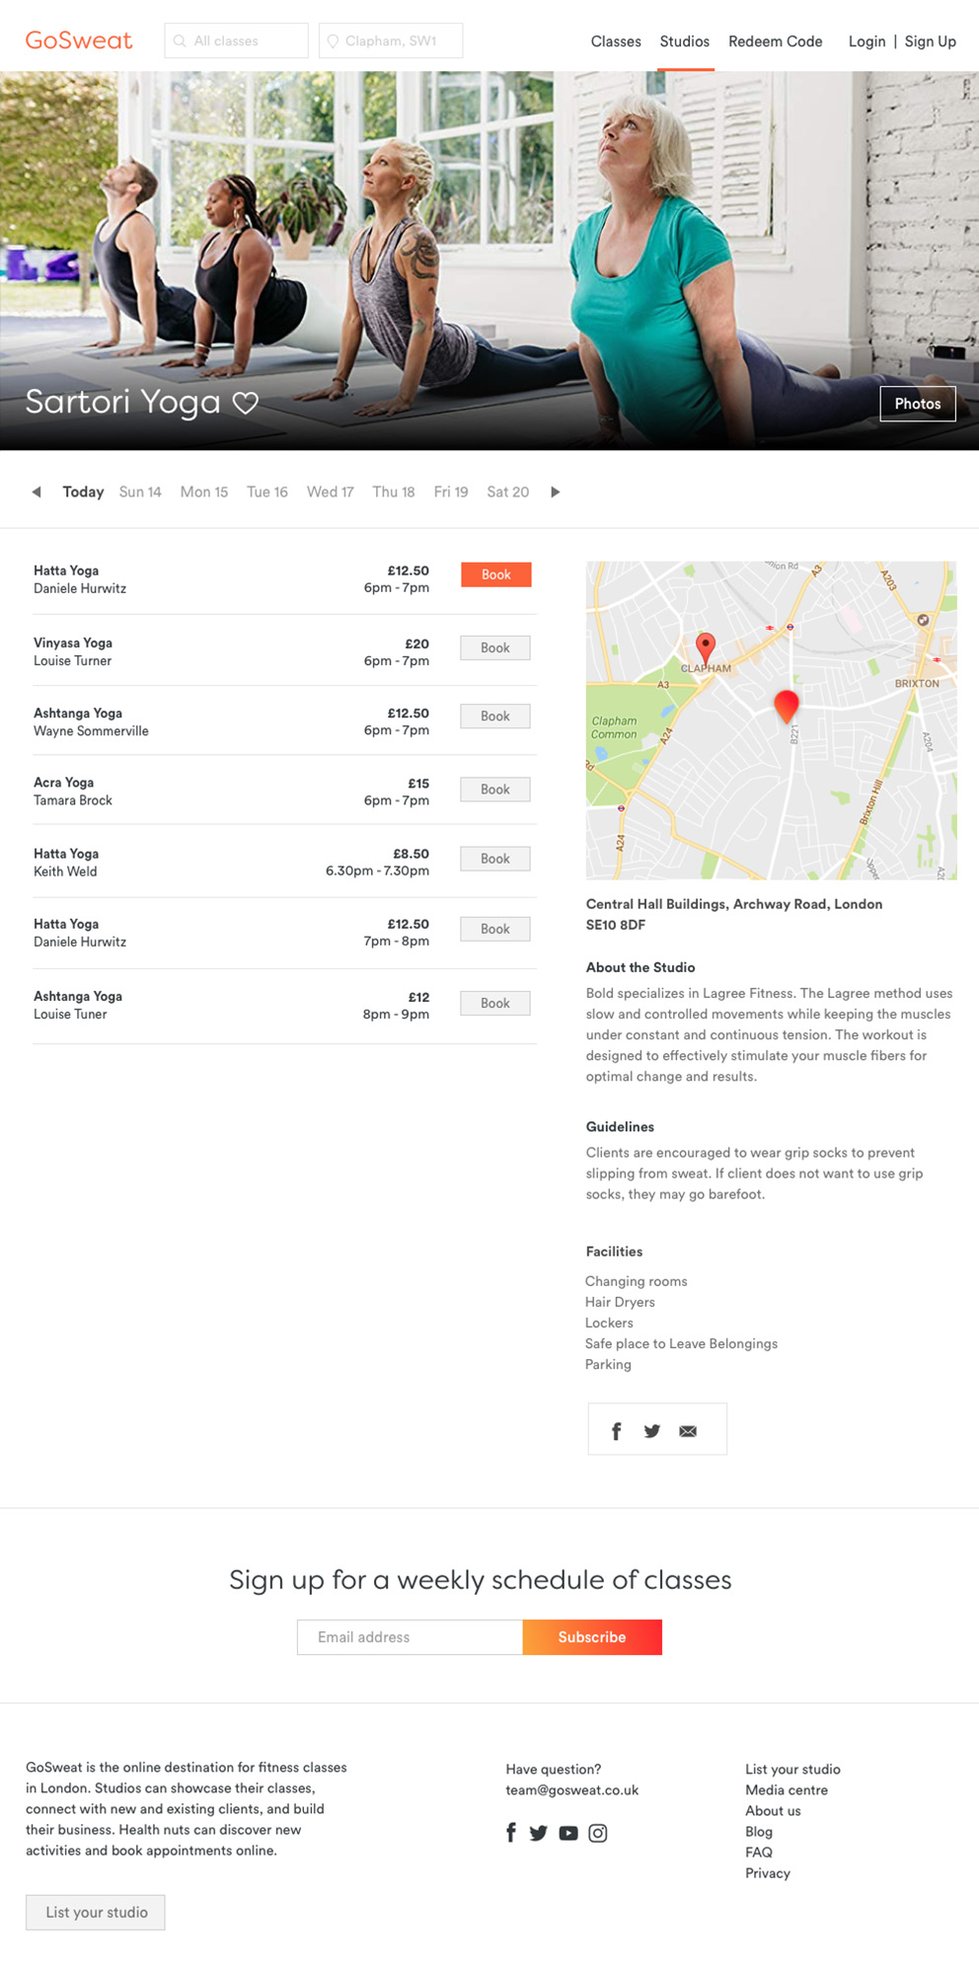 GoSweat
All classes
Clapham, SW1
Classes
Studios
Redeem Code
Login | Sign Up
Sartori Yoga
Photos
Today
Sun 14
Mon 15
Tue 16
Wed 17
Thu 18
Fri 19
Sat 20
Hatta Yoga
Daniele Hurwitz
£12.50
6pm - 7pm
Book
Vinyasa Yoga
Louise Turner
£20
6pm - 7pm
Book
Ashtanga Yoga
Wayne Sommerville
£12.50
6pm - 7pm
Book
Acra Yoga
Tamara Brock
£15
6pm - 7pm
Book
Hatta Yoga
Keith Weld
£8.50
6.30pm - 7.30pm
Book
Hatta Yoga
Daniele Hurwitz
£12.50
7pm - 8pm
Book
Ashtanga Yoga
Louise Tuner
£12
8pm - 9pm
Book
A3
A203
CLAPHAM
A3
BRIXTON
Clapham
Common
A24
B221
A204
Brixton Hill
A24
Central Hall Buildings, Archway Road, London
SE10 8DF
About the Studio
Bold specializes in Lagree Fitness. The Lagree method uses
slow and controlled movements while keeping the muscles
under constant and continuous tension. The workout is
designed to effectively stimulate your muscle fibers for
optimal change and results.
Guidelines
Clients are encouraged to wear grip socks to prevent
slipping from sweat. If client does not want to use grip
socks, they may go barefoot.
Facilities
Changing rooms
Hair Dryers
Lockers
Safe place to Leave Belongings
Parking
Sign up for a weekly schedule of classes
Email address
Subscribe
GoSweat is the online destination for fitness classes
in London. Studios can showcase their classes,
connect with new and existing clients, and build
their business. Health nuts can discover new
activities and book appointments online.
List your studio
Have question?
team@gosweat.co.uk
List your studio
Media centre
About us
Blog
FAQ
Privacy